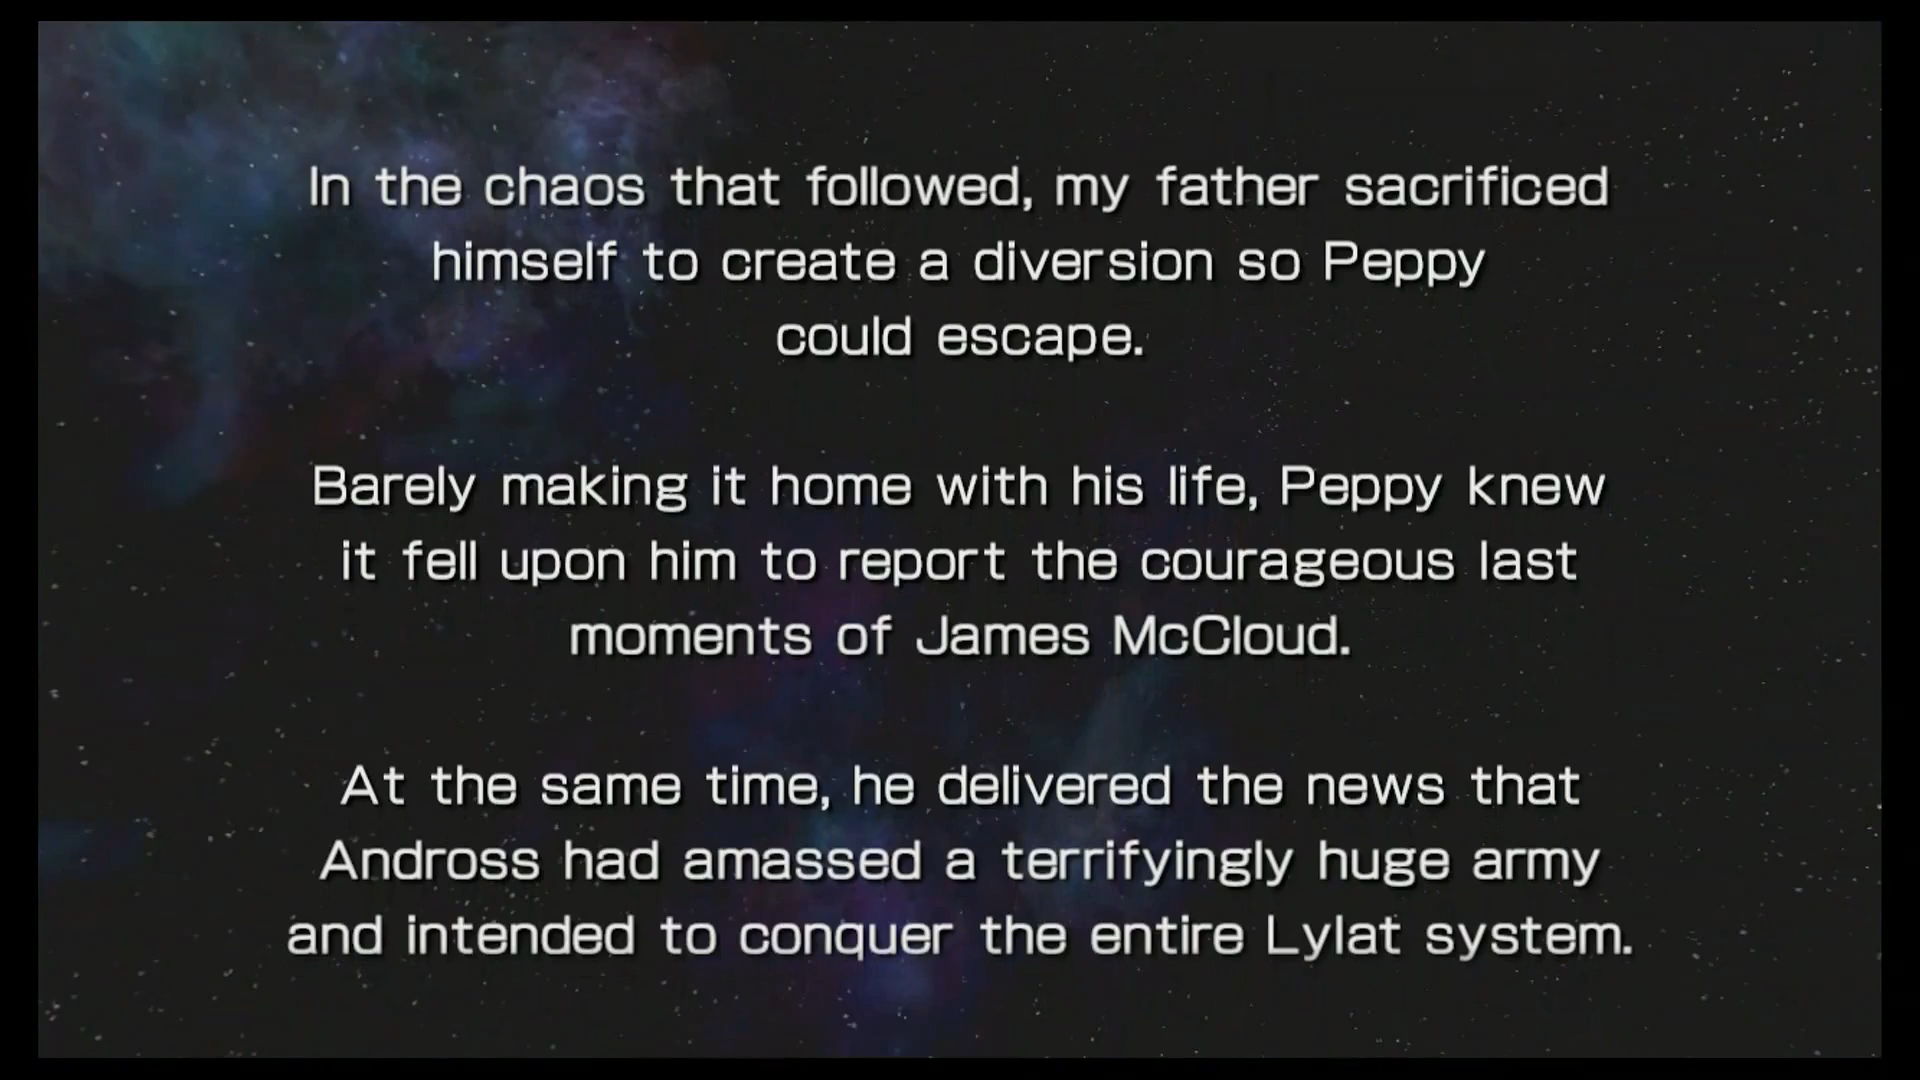 In the chaos that followed, my father sacrificed
himself to create a diversion so Peppy
could escape.
Barely making it home with his life, Peppy knew
it fell upon him to report the courageous last
moments of James McCloud.
At the same time, he delivered the news that
Andross had amassed a terrifyingly huge army
and intended to conquer the entire Lylat system.